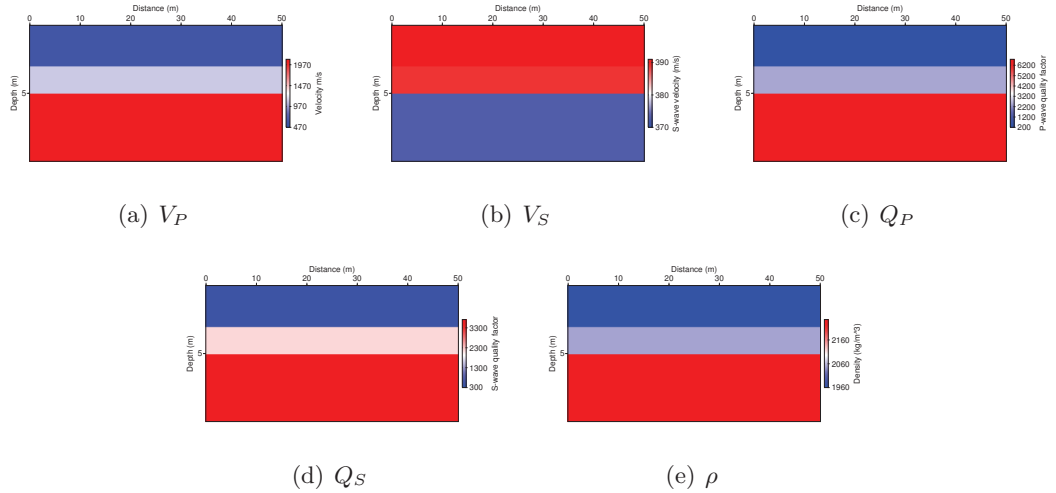 Distance (m)
0 10 20 30 40 50
Depth (m)
5
1970
1470
970
470
Velocity m/s
(a) V_P
Distance (m)
0 10 20 30 40 50
Depth (m)
5
390
380
370
S-wave velocity (m/s)
(b) V_S
Distance (m)
0 10 20 30 40 50
Depth (m)
5
6200
5200
4200
3200
2200
1200
200
P-wave quality factor
(c) Q_P
Distance (m)
0 10 20 30 40 50
Depth (m)
5
3300
2300
1300
300
S-wave quality factor
(d) Q_S
Distance (m)
0 10 20 30 40 50
Depth (m)
5
2160
2060
1960
Density (kg/m^3)
(e) ρ